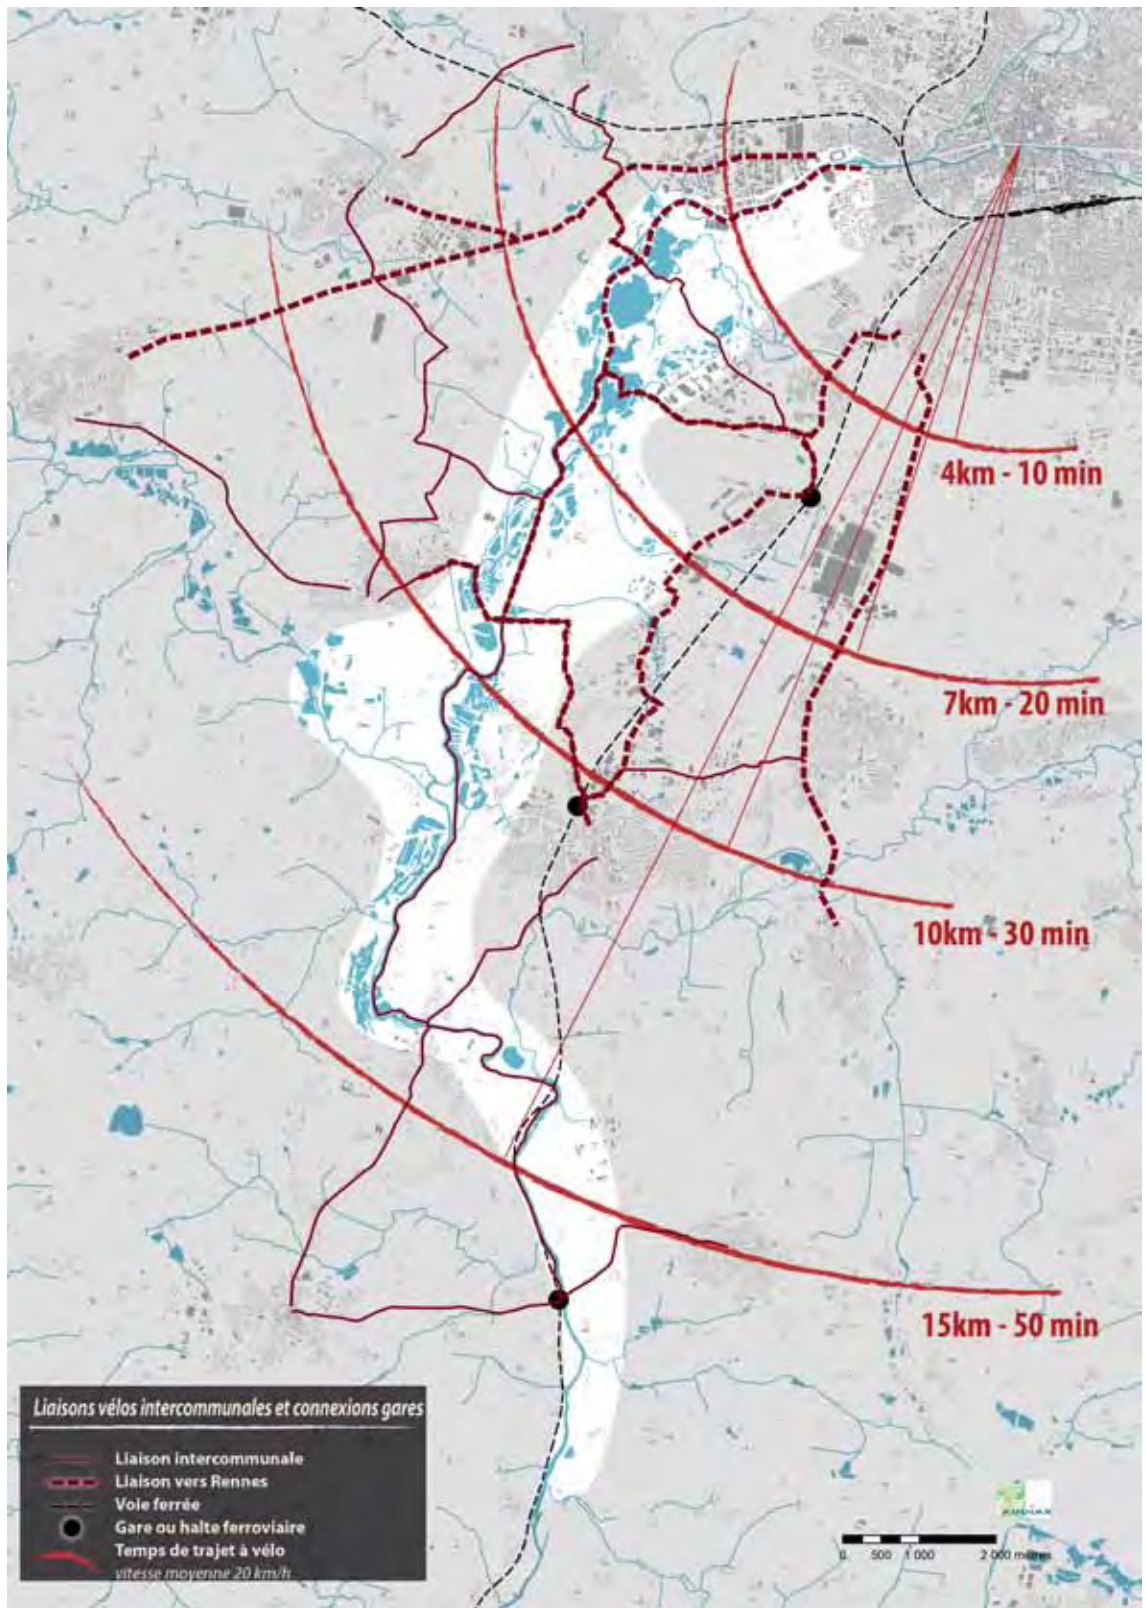 4km - 10 min
7km - 20 min
10km - 30 min
15km - 50 min
Liaisons vélos intercommunales et connexions gares
Liaison intercommunale
Liaison vers Rennes
Voie ferrée
Gare ou halte ferroviaire
Temps de trajet à vélo
vitesse moyenne 20 km/h
0 500 1 000 2 000 mètres